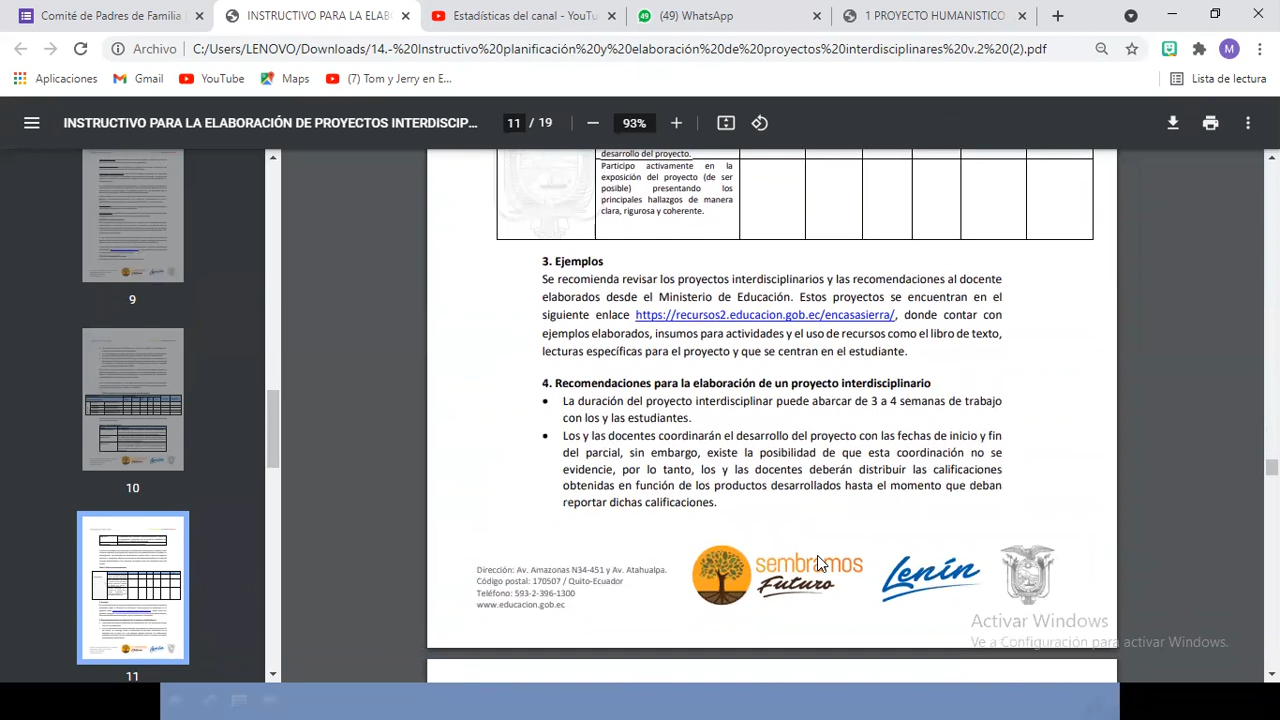 Comité de Padres de Familia
INSTRUCTIVO PARA LA ELAB
Estadísticas del canal - YouTu
(49) WhatsApp
1 PROYECTO HUMANISTICO
Archivo
C:/Users/LENOVO/Downloads/14.-%20Instructivo%20planificación%20y%20elaboración%20de%20proyectos%20interdisciplinares%20v.2%20(2).pdf
M
Aplicaciones
Gmail
YouTube
Maps
(7) Tom y Jerry en E...
Lista de lectura
INSTRUCTIVO PARA LA ELABORACIÓN DE PROYECTOS INTERDISCIP...
11 / 19
93%
9
10
11
desarrollo del proyecto.
Participo activamente en la
exposición del proyecto (de ser
posible) presentando los
principales hallazgos de manera
clara, rigurosa y coherente.
3. Ejemplos
Se recomienda revisar los proyectos interdisciplinarios y las recomendaciones al docente
elaborados desde el Ministerio de Educación. Estos proyectos se encuentran en el
siguiente enlace https://recursos2.educacion.gob.ec/encasasierra/, donde contar con
ejemplos elaborados, insumos para actividades y el uso de recursos como el libro de texto,
lecturas específicas para el proyecto y que se centran en el estudiante.
4. Recomendaciones para la elaboración de un proyecto interdisciplinario
• La duración del proyecto interdisciplinar puede abarcar de 3 a 4 semanas de trabajo
con los y las estudiantes.
• Los y las docentes coordinarán el desarrollo del proyecto con las fechas de inicio y fin
del parcial, sin embargo, existe la posibilidad de que esta coordinación no se
evidencie, por lo tanto, los y las docentes deberán distribuir las calificaciones
obtenidas en función de los productos desarrollados hasta el momento que deban
reportar dichas calificaciones.
Dirección: Av. Amazonas N34-451 y Av. Atahualpa.
Código postal: 170507 / Quito-Ecuador
Teléfono: 593-2-396-1300
www.educacion.gob.ec
sembramos
Futuro
Lenín
Activar Windows
Ve a Configuración para activar Windows.